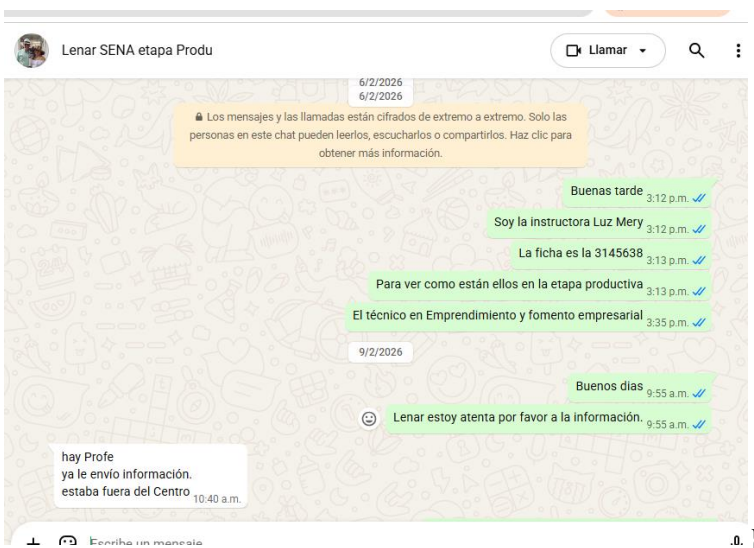 Lenar SENA etapa Produ
Llamar
6/2/2026
6/2/2026
Los mensajes y las llamadas están cifrados de extremo a extremo. Solo las
personas en este chat pueden leerlos, escucharlos o compartirlos. Haz clic para
obtener más información.
Buenas tarde 3:12 p.m.
Soy la instructora Luz Mery 3:12 p.m.
La ficha es la 3145638 3:13 p.m.
Para ver como están ellos en la etapa productiva 3:13 p.m.
El técnico en Emprendimiento y fomento empresarial 3:35 p.m.
9/2/2026
Buenos dias 9:55 a.m.
Lenar estoy atenta por favor a la información. 9:55 a.m.
hay Profe
ya le envío información.
estaba fuera del Centro 10:40 a.m.
Escribe un mensaje